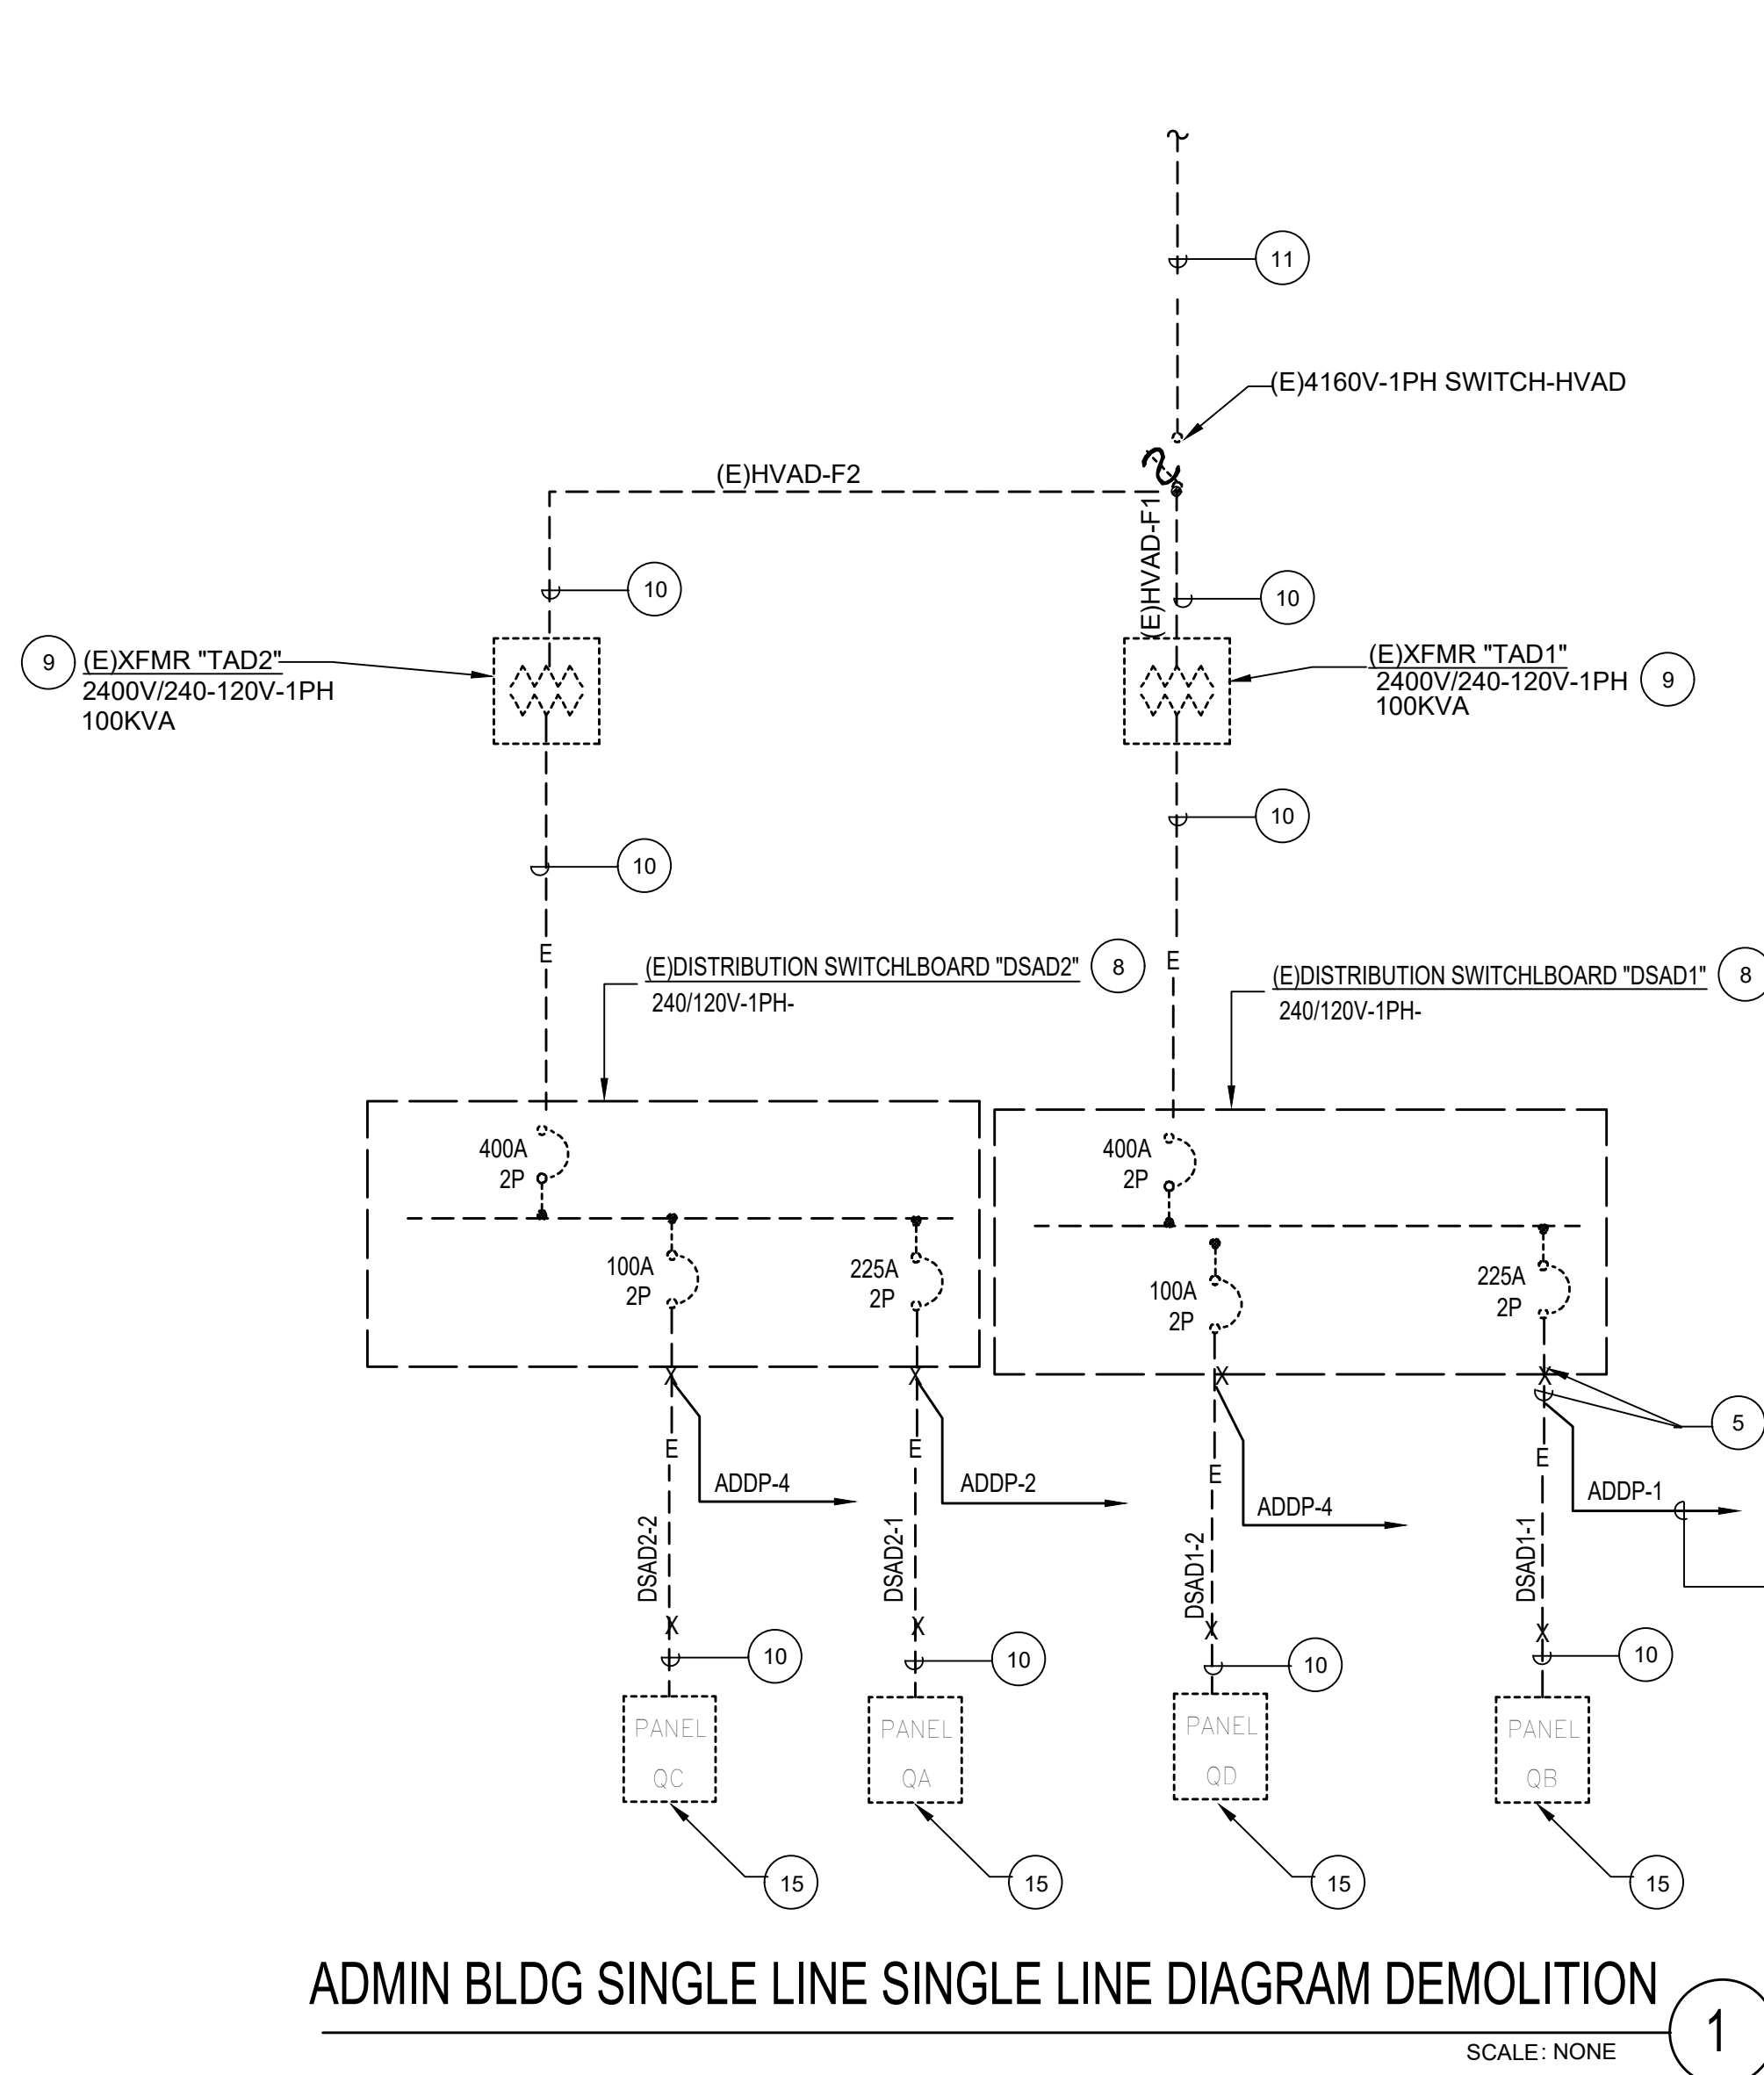 11
(E)4160V-1PH SWITCH-HVAD
(E)HVAD-F2
(E)HVAD-F1
10
10
9
(E)XFMR "TAD2"
2400V/240-120V-1PH
100KVA
(E)XFMR "TAD1"
2400V/240-120V-1PH
100KVA
9
10
10
E
E
(E)DISTRIBUTION SWITCHLBOARD "DSAD2"
240/120V-1PH-
8
(E)DISTRIBUTION SWITCHLBOARD "DSAD1"
240/120V-1PH-
8
400A
2P
400A
2P
100A
2P
225A
2P
100A
2P
225A
2P
X
X
X
X
5
E
E
E
E
ADDP-4
ADDP-2
ADDP-4
ADDP-1
DSAD2-2
DSAD2-1
DSAD1-2
DSAD1-1
X
X
X
X
10
10
10
10
PANEL
QC
PANEL
QA
PANEL
QD
PANEL
QB
15
15
15
15
ADMIN BLDG SINGLE LINE SINGLE LINE DIAGRAM DEMOLITION
1
SCALE: NONE